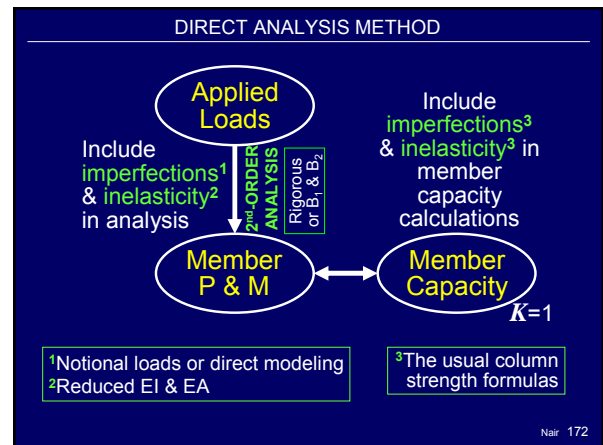 DIRECT ANALYSIS METHOD
Applied
Loads
Include
imperfections¹
& inelasticity²
in analysis
2nd-ORDER
ANALYSIS
Rigorous
or B₁ & B₂
Include
imperfections³
& inelasticity³ in
member
capacity
calculations
Member
P & M
Member
Capacity
K=1
¹Notional loads or direct modeling
²Reduced EI & EA
³The usual column
strength formulas
Nair 172